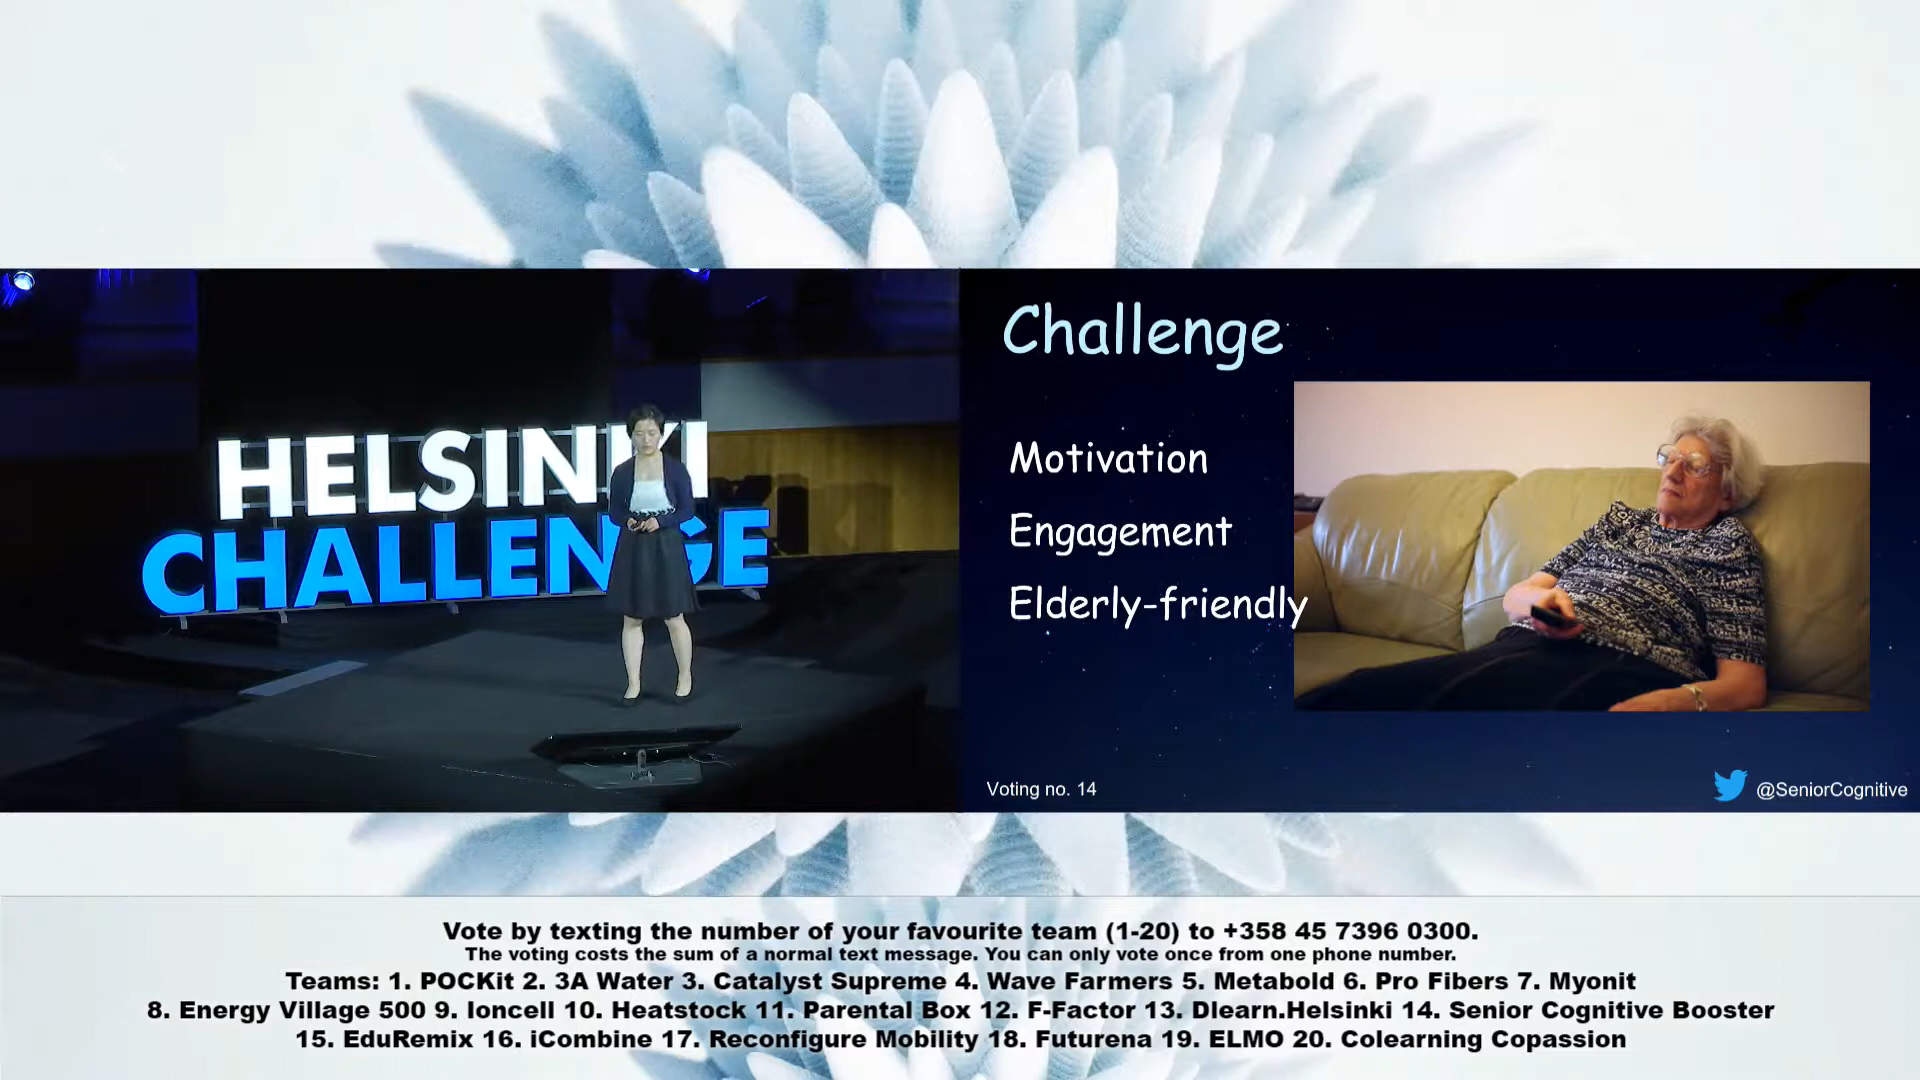 HELSINKI
CHALLENGE
Challenge
Motivation
Engagement
Elderly-friendly
Voting no. 14
@SeniorCognitive
Vote by texting the number of your favourite team (1-20) to +358 45 7396 0300.
The voting costs the sum of a normal text message. You can only vote once from one phone number.
Teams: 1. POCKit 2. 3A Water 3. Catalyst Supreme 4. Wave Farmers 5. Metabold 6. Pro Fibers 7. Myonit
8. Energy Village 500 9. Ioncell 10. Heatstock 11. Parental Box 12. F-Factor 13. Dlearn.Helsinki 14. Senior Cognitive Booster
15. EduRemix 16. iCombine 17. Reconfigure Mobility 18. Futurena 19. ELMO 20. Colearning Copassion